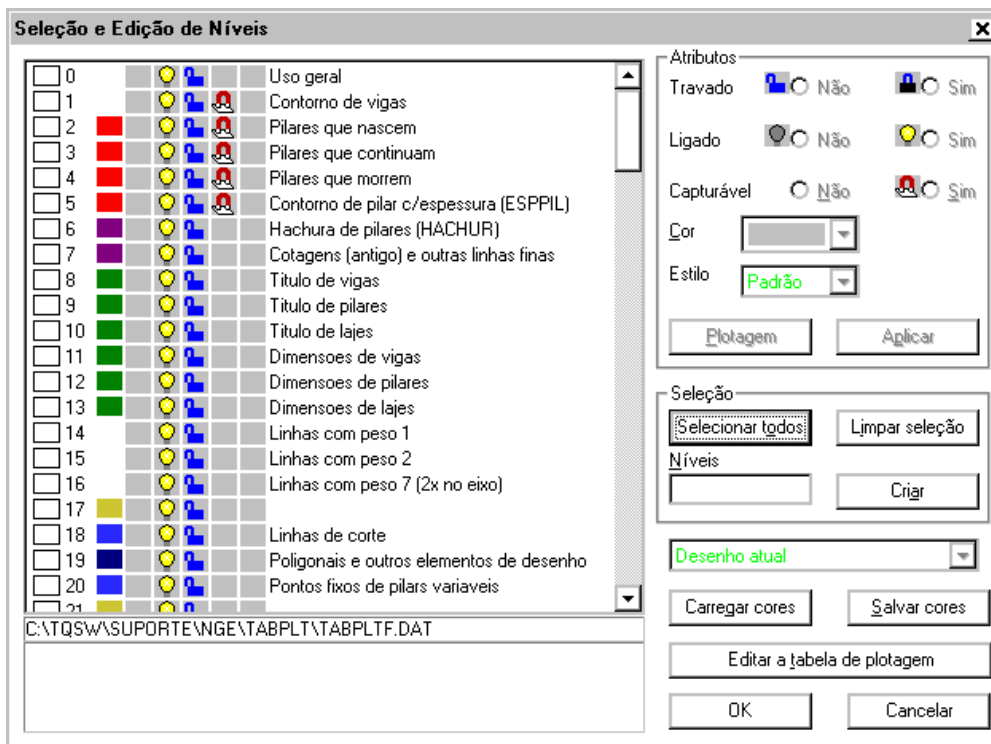 Seleção e Edição de Níveis
0 Uso geral
1 Contorno de vigas
2 Pilares que nascem
3 Pilares que continuam
4 Pilares que morrem
5 Contorno de pilar c/espessura (ESPPIL)
6 Hachura de pilares (HACHUR)
7 Cotagens (antigo) e outras linhas finas
8 Titulo de vigas
9 Titulo de pilares
10 Titulo de lajes
11 Dimensoes de vigas
12 Dimensoes de pilares
13 Dimensoes de lajes
14 Linhas com peso 1
15 Linhas com peso 2
16 Linhas com peso 7 (2x no eixo)
17
18 Linhas de corte
19 Poligonais e outros elementos de desenho
20 Pontos fixos de pilars variaveis
21
C:\TQSW\SUPORTE\NGE\TABPLT\TABPLTF.DAT
Atributos
Travado Não Sim
Ligado Não Sim
Capturável Não Sim
Cor
Estilo Padrão
Plotagem Aplicar
Seleção
Selecionar todos Limpar seleção
Níveis
Criar
Desenho atual
Carregar cores Salvar cores
Editar a tabela de plotagem
OK Cancelar